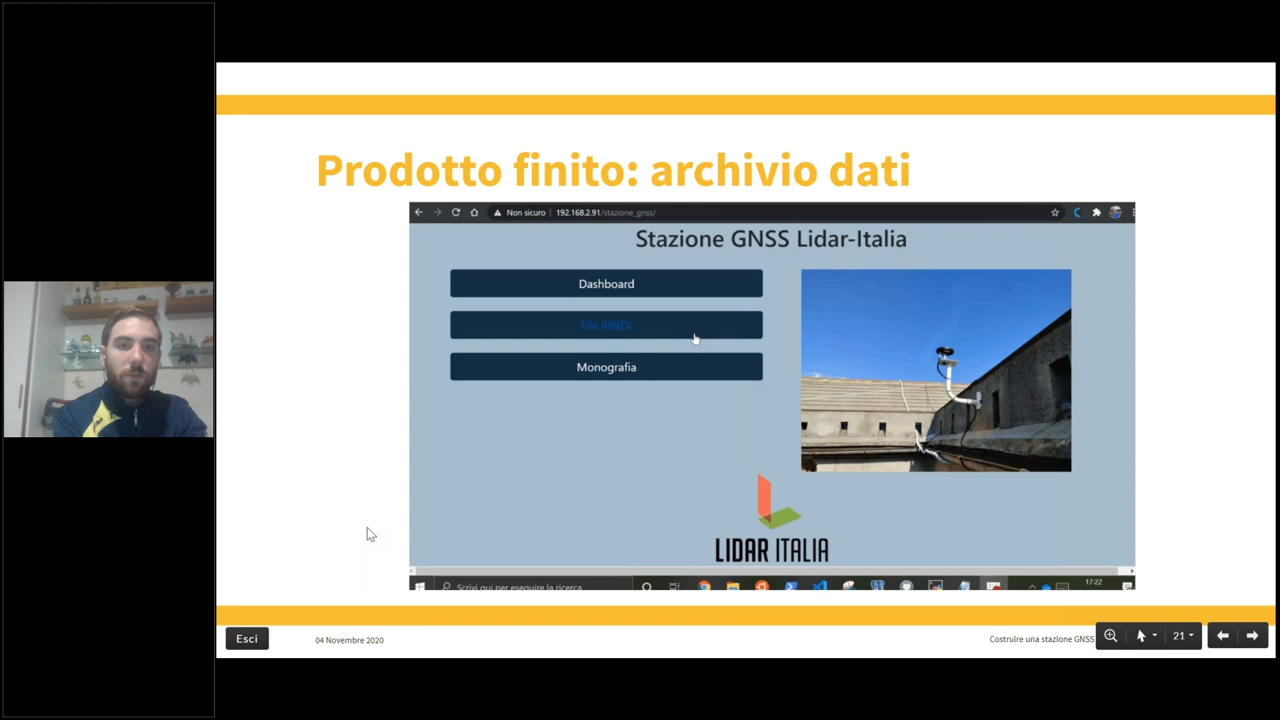 Prodotto finito: archivio dati
Non sicuro 192.168.2.91/stazione_gnss/
Stazione GNSS Lidar-Italia
Dashboard
File RINEX
Monografia
LIDAR ITALIA
Scrivi qui per eseguire la ricerca
17:22
Esci
04 Novembre 2020
Costruire una stazione GNSS
21